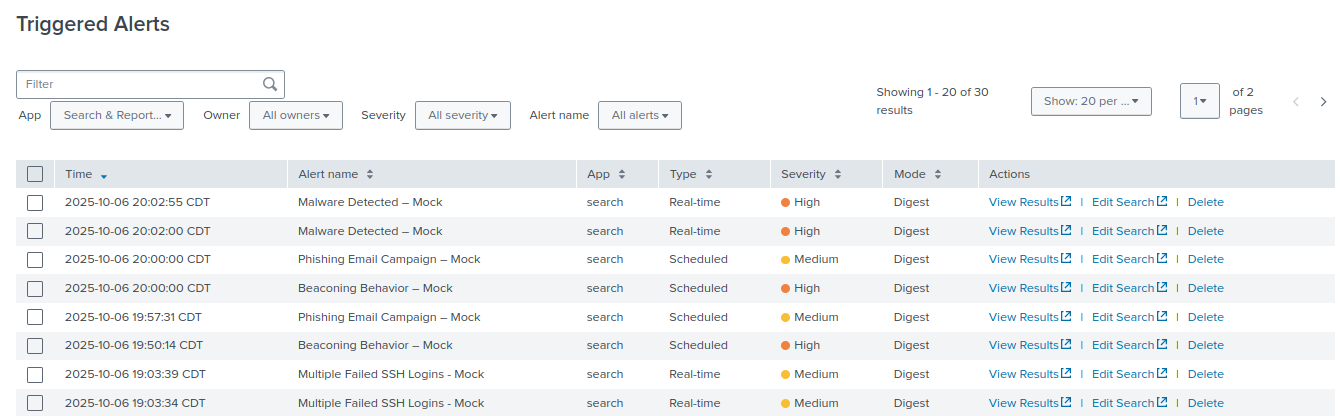 Triggered Alerts
Filter
App Search & Report... Owner All owners Severity All severity Alert name All alerts
Showing 1 - 20 of 30
results
Show: 20 per ... 1 of 2
pages
Time Alert name App Type Severity Mode Actions
2025-10-06 20:02:55 CDT Malware Detected – Mock search Real-time High Digest View Results | Edit Search | Delete
2025-10-06 20:02:00 CDT Malware Detected – Mock search Real-time High Digest View Results | Edit Search | Delete
2025-10-06 20:00:00 CDT Phishing Email Campaign – Mock search Scheduled Medium Digest View Results | Edit Search | Delete
2025-10-06 20:00:00 CDT Beaconing Behavior – Mock search Scheduled High Digest View Results | Edit Search | Delete
2025-10-06 19:57:31 CDT Phishing Email Campaign – Mock search Scheduled Medium Digest View Results | Edit Search | Delete
2025-10-06 19:50:14 CDT Beaconing Behavior – Mock search Scheduled High Digest View Results | Edit Search | Delete
2025-10-06 19:03:39 CDT Multiple Failed SSH Logins - Mock search Real-time Medium Digest View Results | Edit Search | Delete
2025-10-06 19:03:34 CDT Multiple Failed SSH Logins - Mock search Real-time Medium Digest View Results | Edit Search | Delete